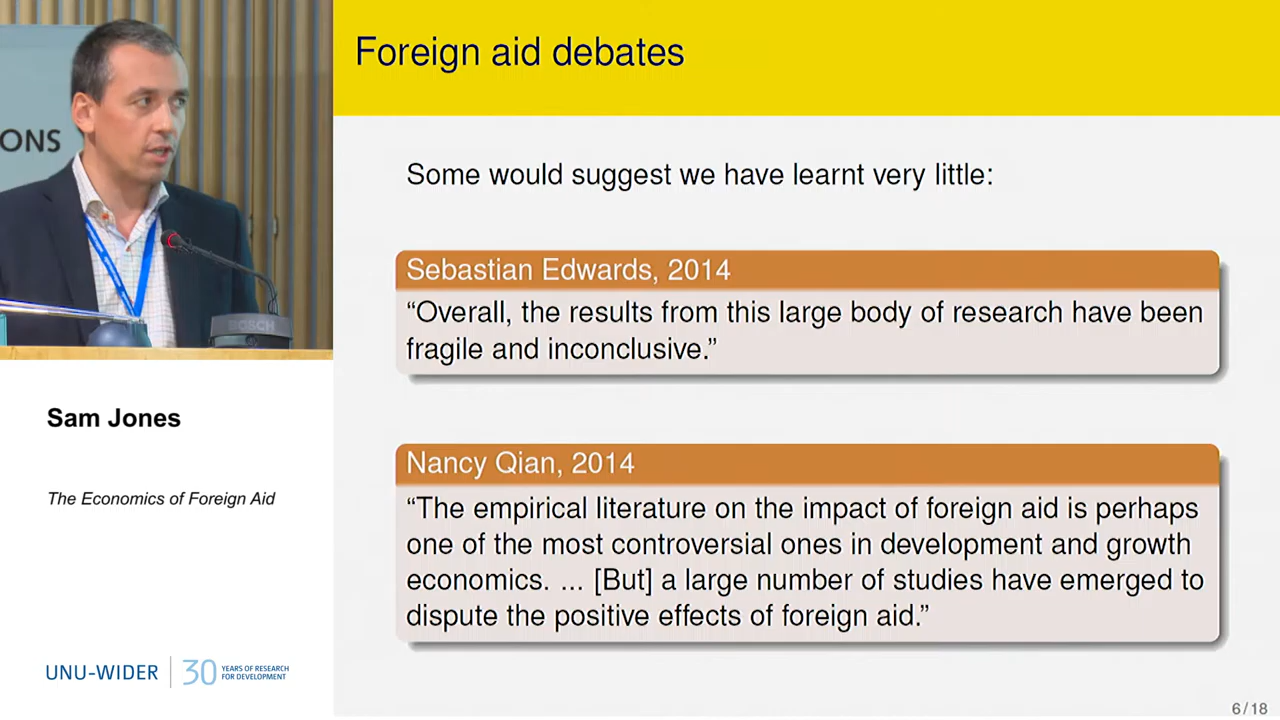 Foreign aid debates
ONS
Some would suggest we have learnt very little:
Sebastian Edwards, 2014
“Overall, the results from this large body of research have been
fragile and inconclusive.”
BOSCH
Sam Jones
Nancy Qian, 2014
The Economics of Foreign Aid
“The empirical literature on the impact of foreign aid is perhaps
one of the most controversial ones in development and growth
economics. ... [But] a large number of studies have emerged to
dispute the positive effects of foreign aid.”
UNU-WIDER
30
YEARS OF RESEARCH
FOR DEVELOPMENT
6/18